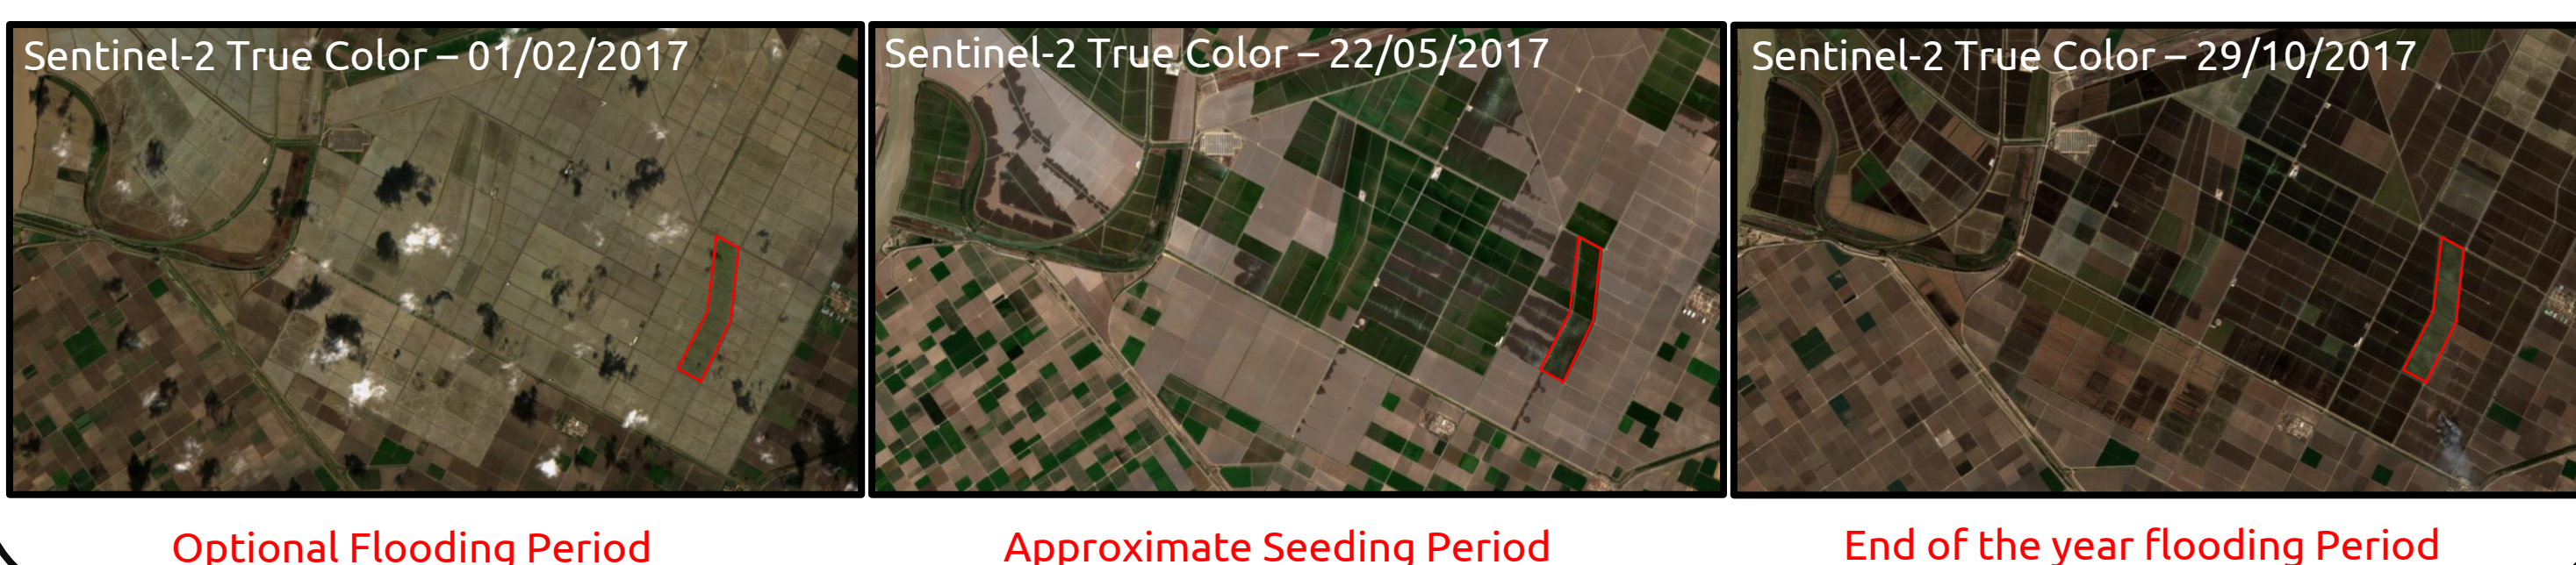 Sentinel-2 True Color – 01/02/2017
Sentinel-2 True Color – 22/05/2017
Sentinel-2 True Color – 29/10/2017
Optional Flooding Period
Approximate Seeding Period
End of the year flooding Period